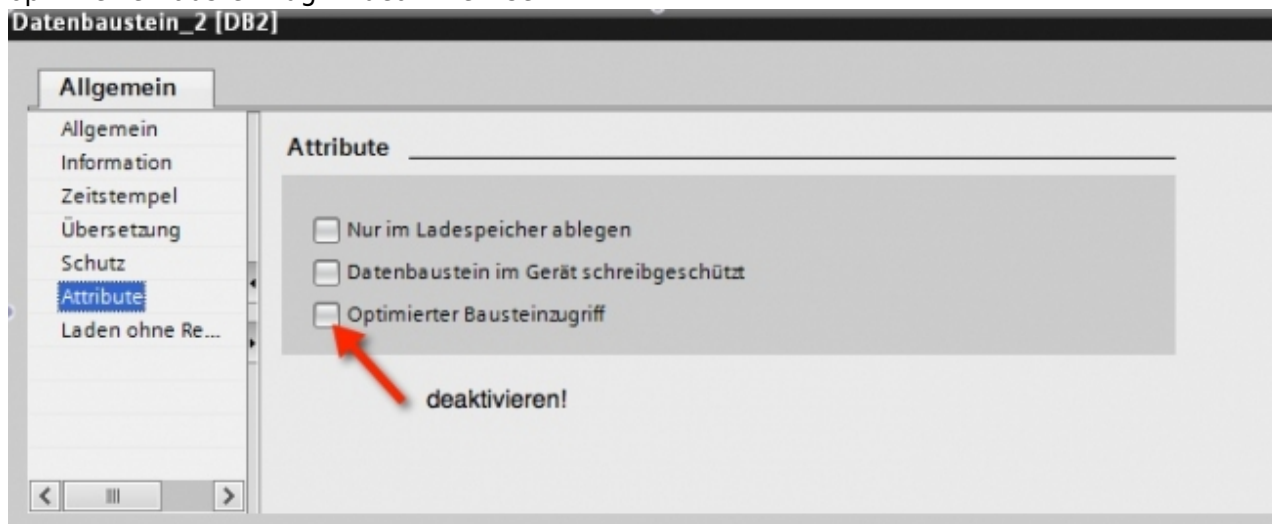 Datenbaustein_2 [DB2]
Allgemein
Allgemein
Information
Zeitstempel
Übersetzung
Schutz
Attribute
Laden ohne Re...
Attribute
Nur im Ladespeicher ablegen
Datenbaustein im Gerät schreibgeschützt
Optimierter Bausteinzugriff
deaktivieren!